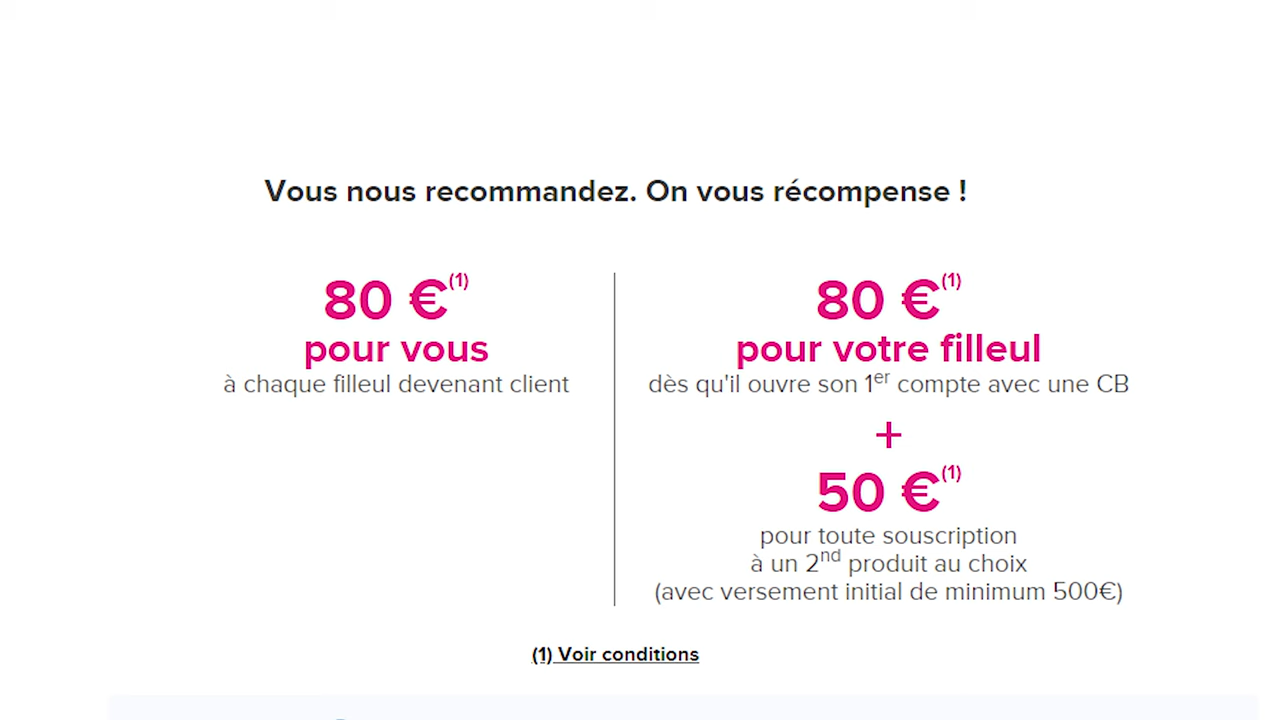 Vous nous recommandez. On vous récompense !
80 €(1)
pour vous
à chaque filleul devenant client
80 €(1)
pour votre filleul
dès qu'il ouvre son 1er compte avec une CB
+
50 €(1)
pour toute souscription
à un 2nd produit au choix
(avec versement initial de minimum 500€)
(1) Voir conditions